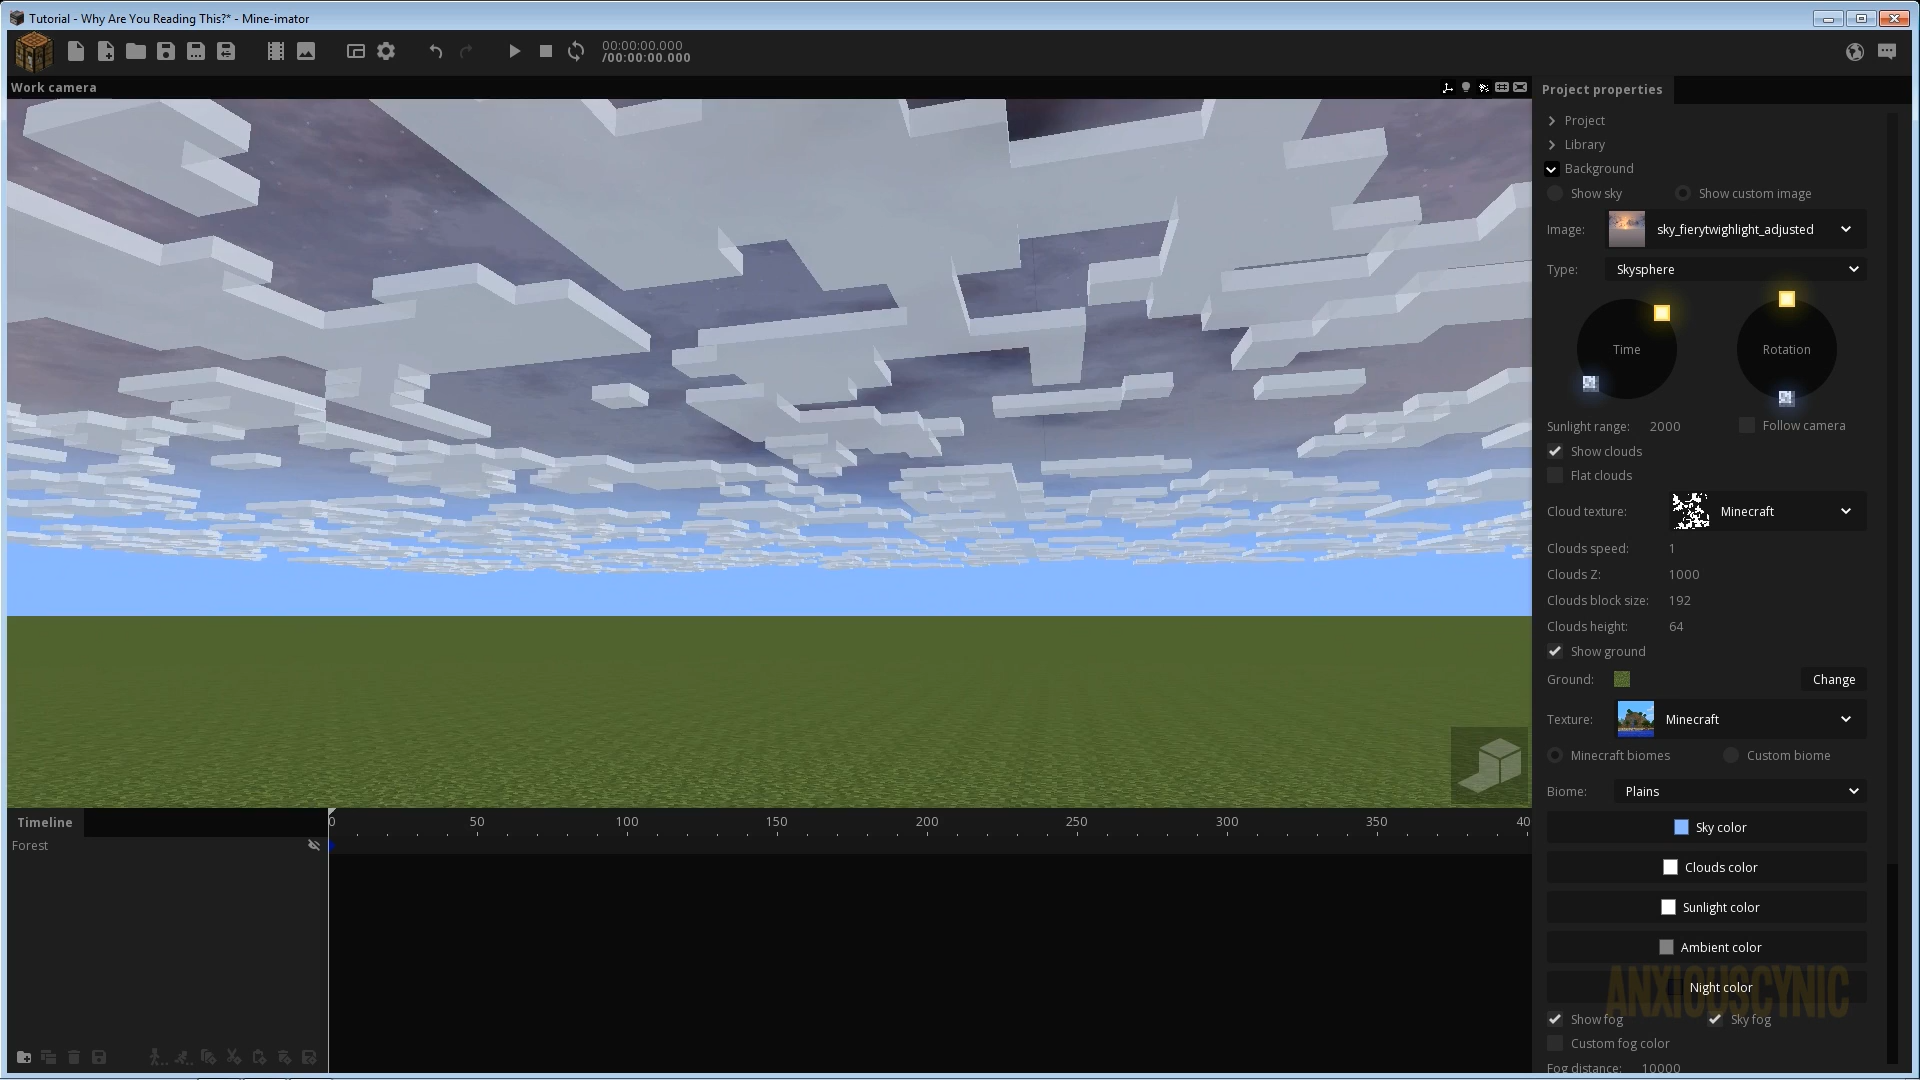 Tutorial - Why Are You Reading This?* - Mine-imator
00:00:00.000
/00:00:00.000
Work camera
Project properties
Project
Library
Background
Show sky
Show custom image
Image:
sky_fierytwighlight_adjusted
Type:
Skysphere
Time
Rotation
Sunlight range: 2000
Follow camera
Show clouds
Flat clouds
Cloud texture:
Minecraft
Clouds speed: 1
Clouds Z: 1000
Clouds block size: 192
Clouds height: 64
Show ground
Ground:
Change
Texture:
Minecraft
Minecraft biomes
Custom biome
Biome:
Plains
Sky color
Clouds color
Sunlight color
Ambient color
Night color
ANXIOUSCYNIC
Show fog
Sky fog
Custom fog color
Fog distance: 10000
Timeline
0 50 100 150 200 250 300 350 40
Forest